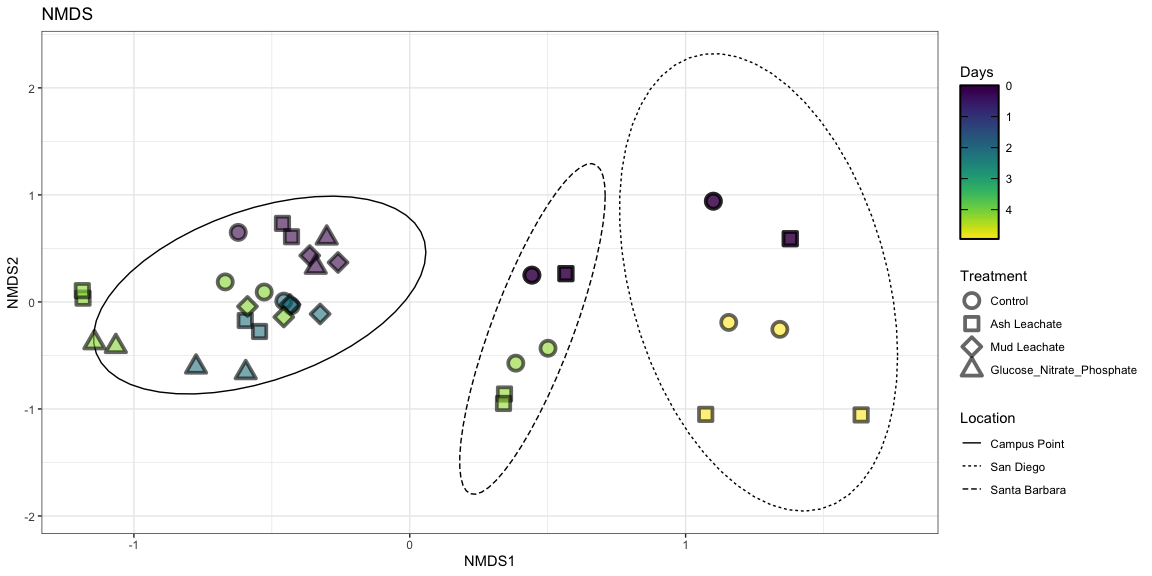 NMDS
2
1
0
-1
-2
NMDS2
-1
0
1
NMDS1
Days
0
1
2
3
4
Treatment
Control
Ash Leachate
Mud Leachate
Glucose_Nitrate_Phosphate
Location
Campus Point
San Diego
Santa Barbara